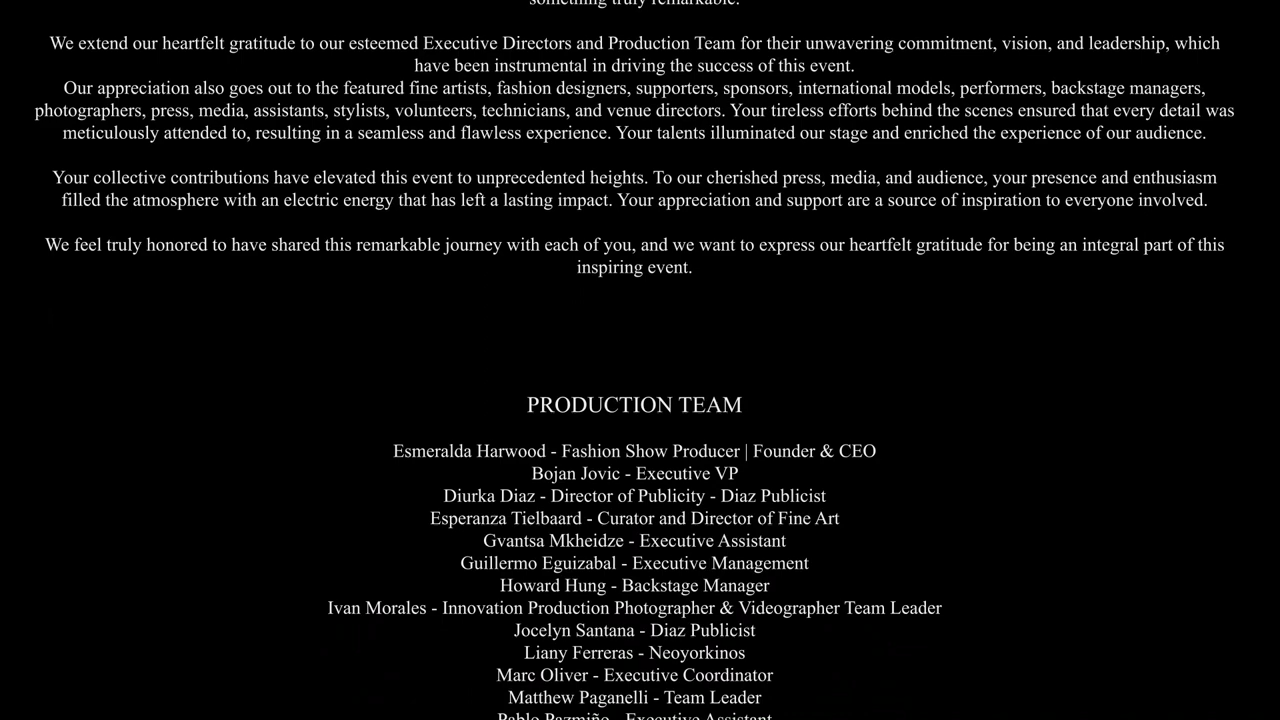 something truly remarkable.
We extend our heartfelt gratitude to our esteemed Executive Directors and Production Team for their unwavering commitment, vision, and leadership, which
have been instrumental in driving the success of this event.
Our appreciation also goes out to the featured fine artists, fashion designers, supporters, sponsors, international models, performers, backstage managers,
photographers, press, media, assistants, stylists, volunteers, technicians, and venue directors. Your tireless efforts behind the scenes ensured that every detail was
meticulously attended to, resulting in a seamless and flawless experience. Your talents illuminated our stage and enriched the experience of our audience.
Your collective contributions have elevated this event to unprecedented heights. To our cherished press, media, and audience, your presence and enthusiasm
filled the atmosphere with an electric energy that has left a lasting impact. Your appreciation and support are a source of inspiration to everyone involved.
We feel truly honored to have shared this remarkable journey with each of you, and we want to express our heartfelt gratitude for being an integral part of this
inspiring event.
PRODUCTION TEAM
Esmeralda Harwood - Fashion Show Producer | Founder & CEO
Bojan Jovic - Executive VP
Diurka Diaz - Director of Publicity - Diaz Publicist
Esperanza Tielbaard - Curator and Director of Fine Art
Gvantsa Mkheidze - Executive Assistant
Guillermo Eguizabal - Executive Management
Howard Hung - Backstage Manager
Ivan Morales - Innovation Production Photographer & Videographer Team Leader
Jocelyn Santana - Diaz Publicist
Liany Ferreras - Neoyorkinos
Marc Oliver - Executive Coordinator
Matthew Paganelli - Team Leader
Pablo Pazmiño - Executive Assistant